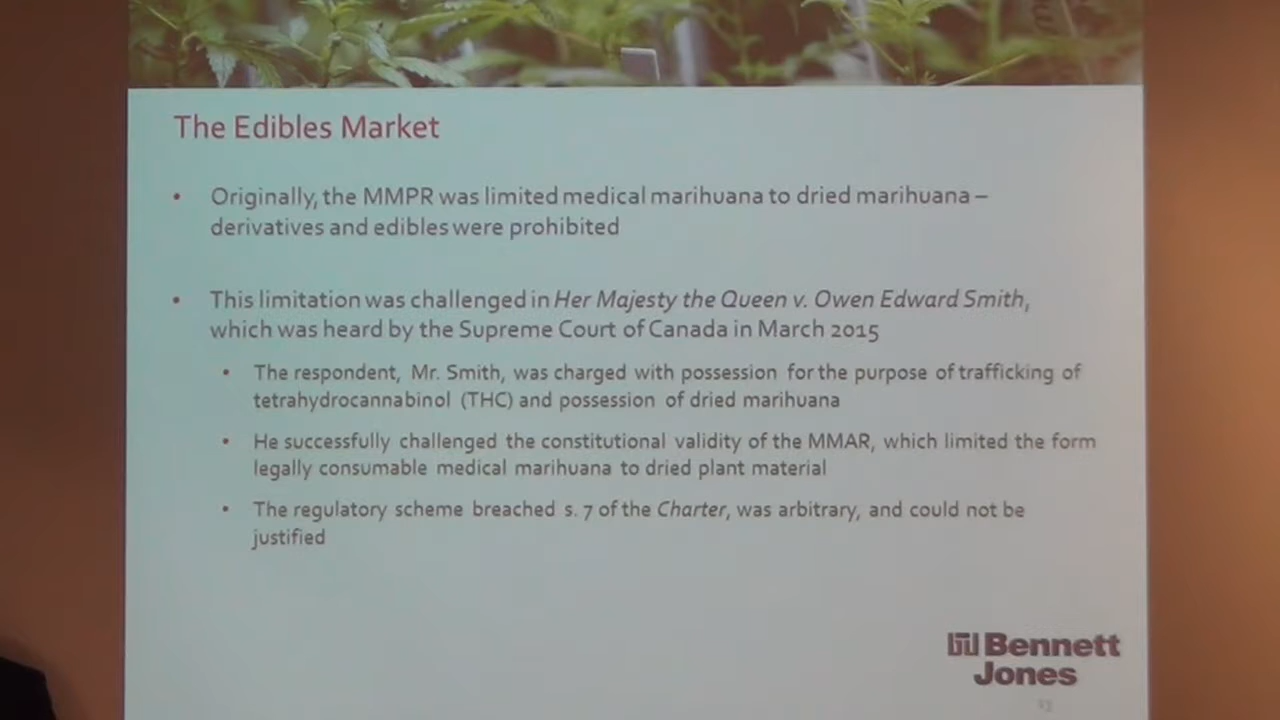 The Edibles Market
• Originally, the MMPR was limited medical marihuana to dried marihuana –
derivatives and edibles were prohibited
• This limitation was challenged in Her Majesty the Queen v. Owen Edward Smith,
which was heard by the Supreme Court of Canada in March 2015
• The respondent, Mr. Smith, was charged with possession for the purpose of trafficking of
tetrahydrocannabinol (THC) and possession of dried marihuana
• He successfully challenged the constitutional validity of the MMAR, which limited the form
legally consumable medical marihuana to dried plant material
• The regulatory scheme breached s. 7 of the Charter, was arbitrary, and could not be
justified
Bennett
Jones